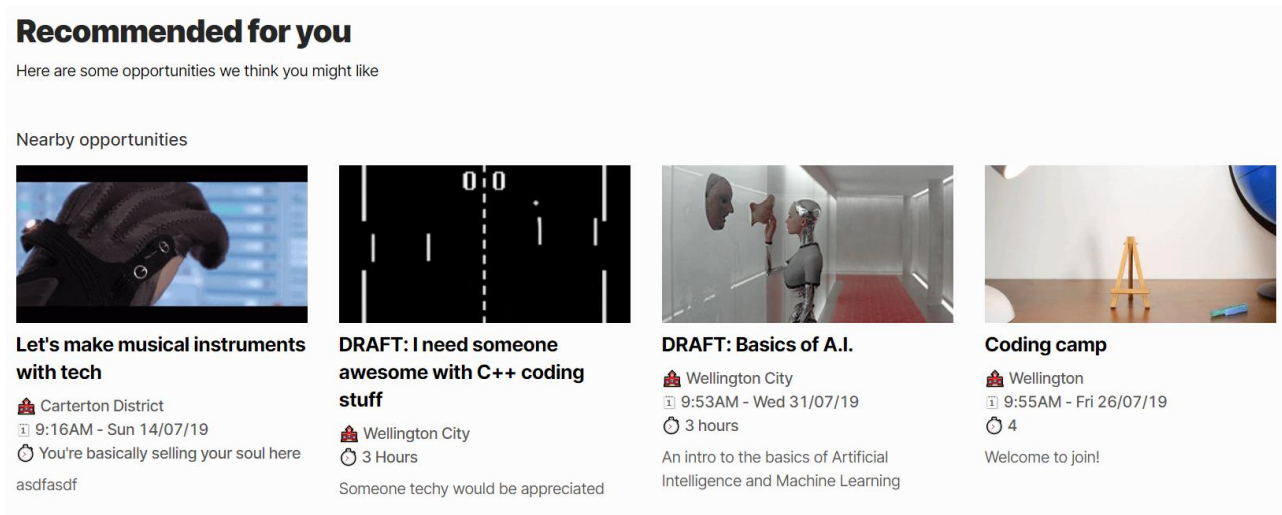 Recommended for you
Here are some opportunities we think you might like
Nearby opportunities
0 0
Let's make musical instruments
with tech
Carterton District
9:16AM - Sun 14/07/19
You're basically selling your soul here
asdfasdf
DRAFT: I need someone
awesome with C++ coding
stuff
Wellington City
3 Hours
Someone techy would be appreciated
DRAFT: Basics of A.I.
Wellington City
9:53AM - Wed 31/07/19
3 hours
An intro to the basics of Artificial
Intelligence and Machine Learning
Coding camp
Wellington
9:55AM - Fri 26/07/19
4
Welcome to join!